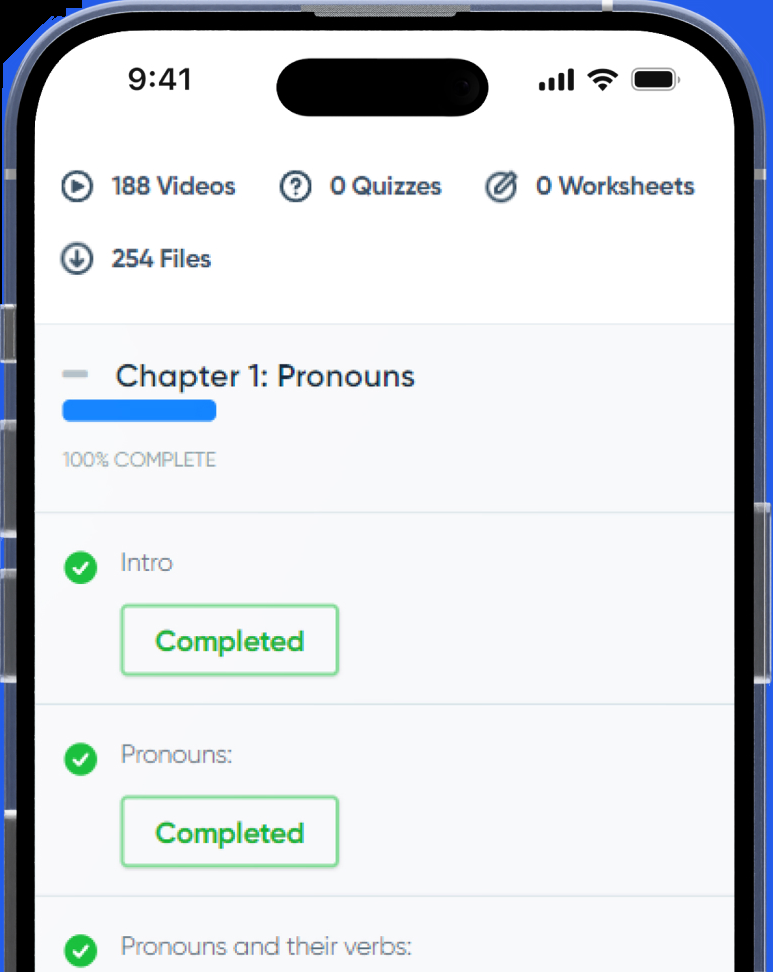 9:41
188 Videos 0 Quizzes 0 Worksheets
254 Files
Chapter 1: Pronouns
100% COMPLETE
Intro
Completed
Pronouns:
Completed
Pronouns and their verbs: